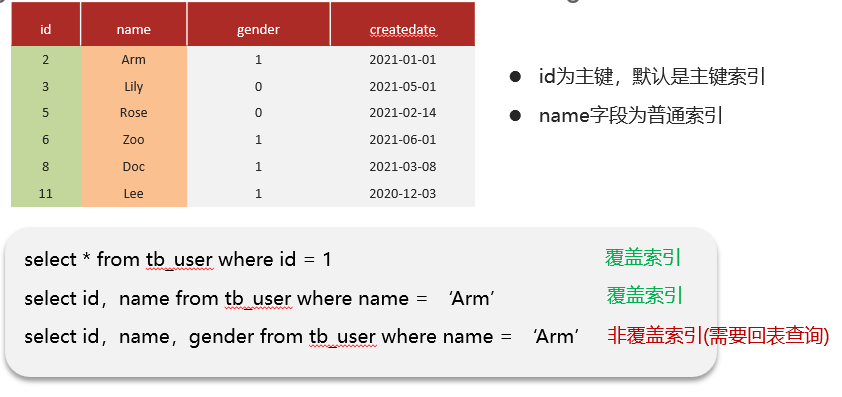 id name gender createdate
2 Arm 1 2021-01-01
3 Lily 0 2021-05-01
5 Rose 0 2021-02-14
6 Zoo 1 2021-06-01
8 Doc 1 2021-03-08
11 Lee 1 2020-12-03
● id为主键，默认是主键索引
● name字段为普通索引
select * from tb_user where id = 1 覆盖索引
select id，name from tb_user where name = ‘Arm’ 覆盖索引
select id，name，gender from tb_user where name = ‘Arm’ 非覆盖索引(需要回表查询)